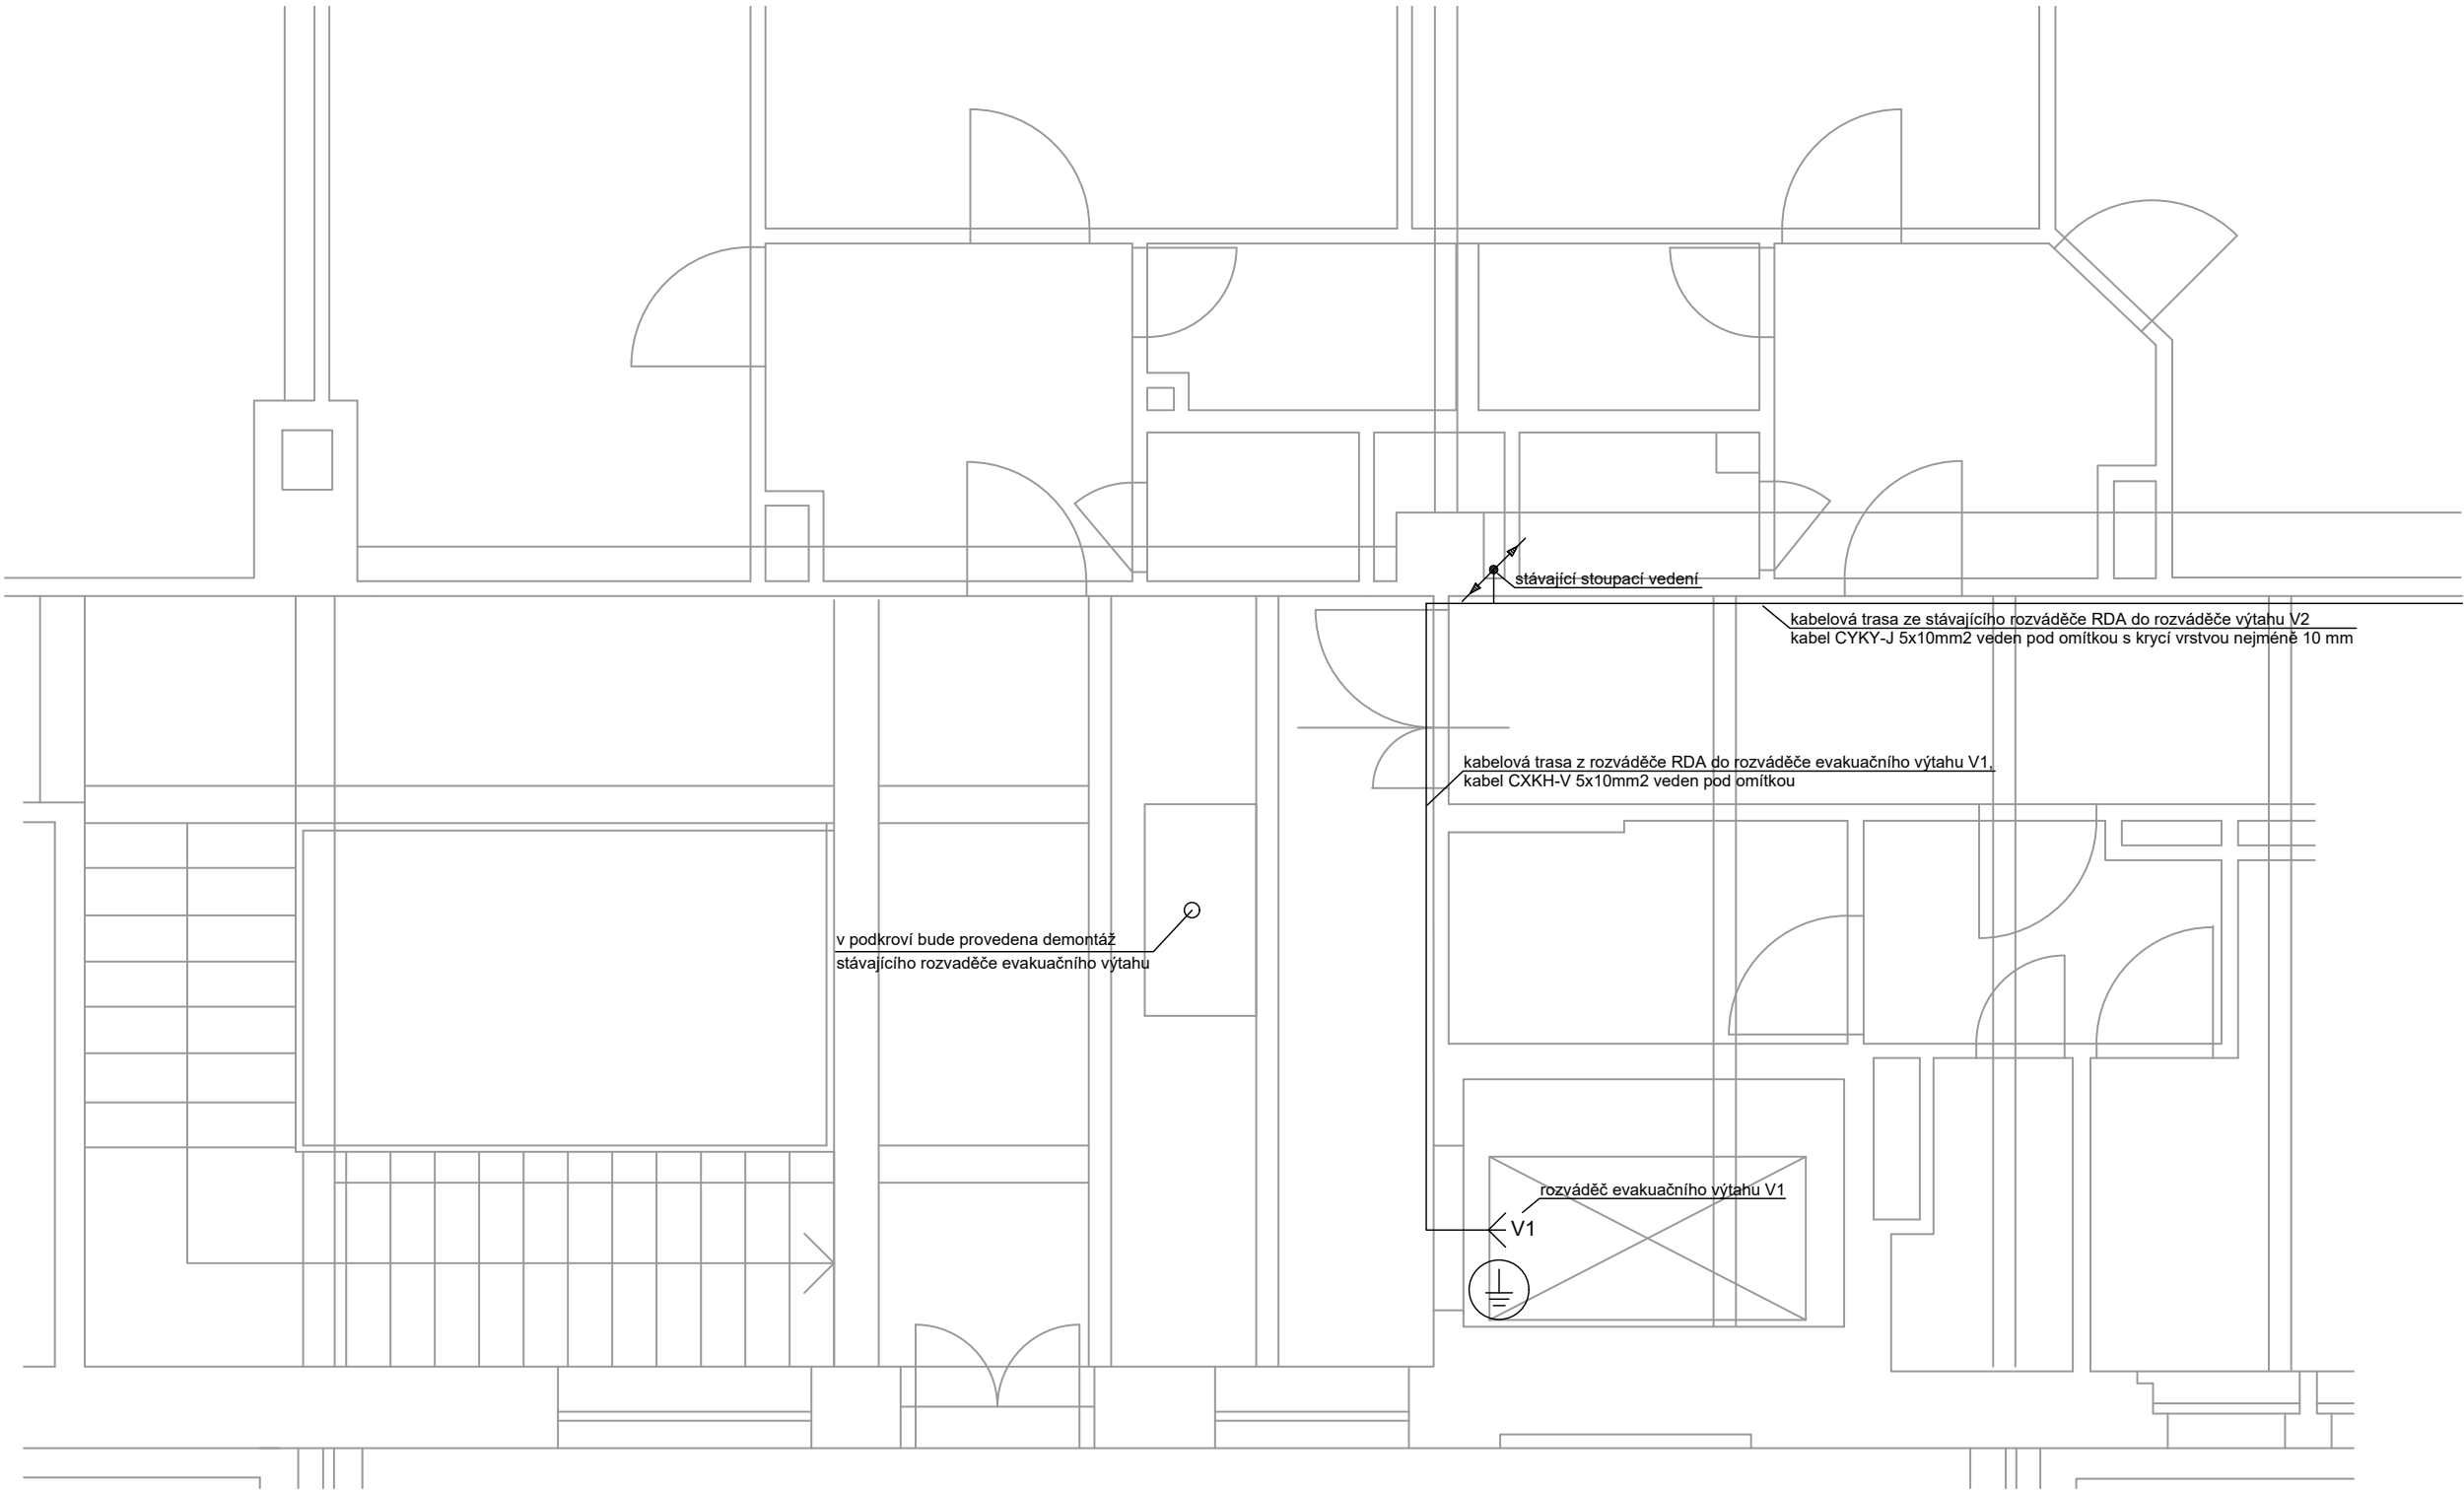 stávající stoupací vedení
kabelová trasa ze stávajícího rozváděče RDA do rozváděče výtahu V2
kabel CYKY-J 5x10mm2 veden pod omítkou s krycí vrstvou nejméně 10 mm
kabelová trasa z rozváděče RDA do rozváděče evakuačního výtahu V1,
kabel CXKH-V 5x10mm2 veden pod omítkou
v podkroví bude provedena demontáž
stávajícího rozvaděče evakuačního výtahu
rozváděč evakuačního výtahu V1
V1